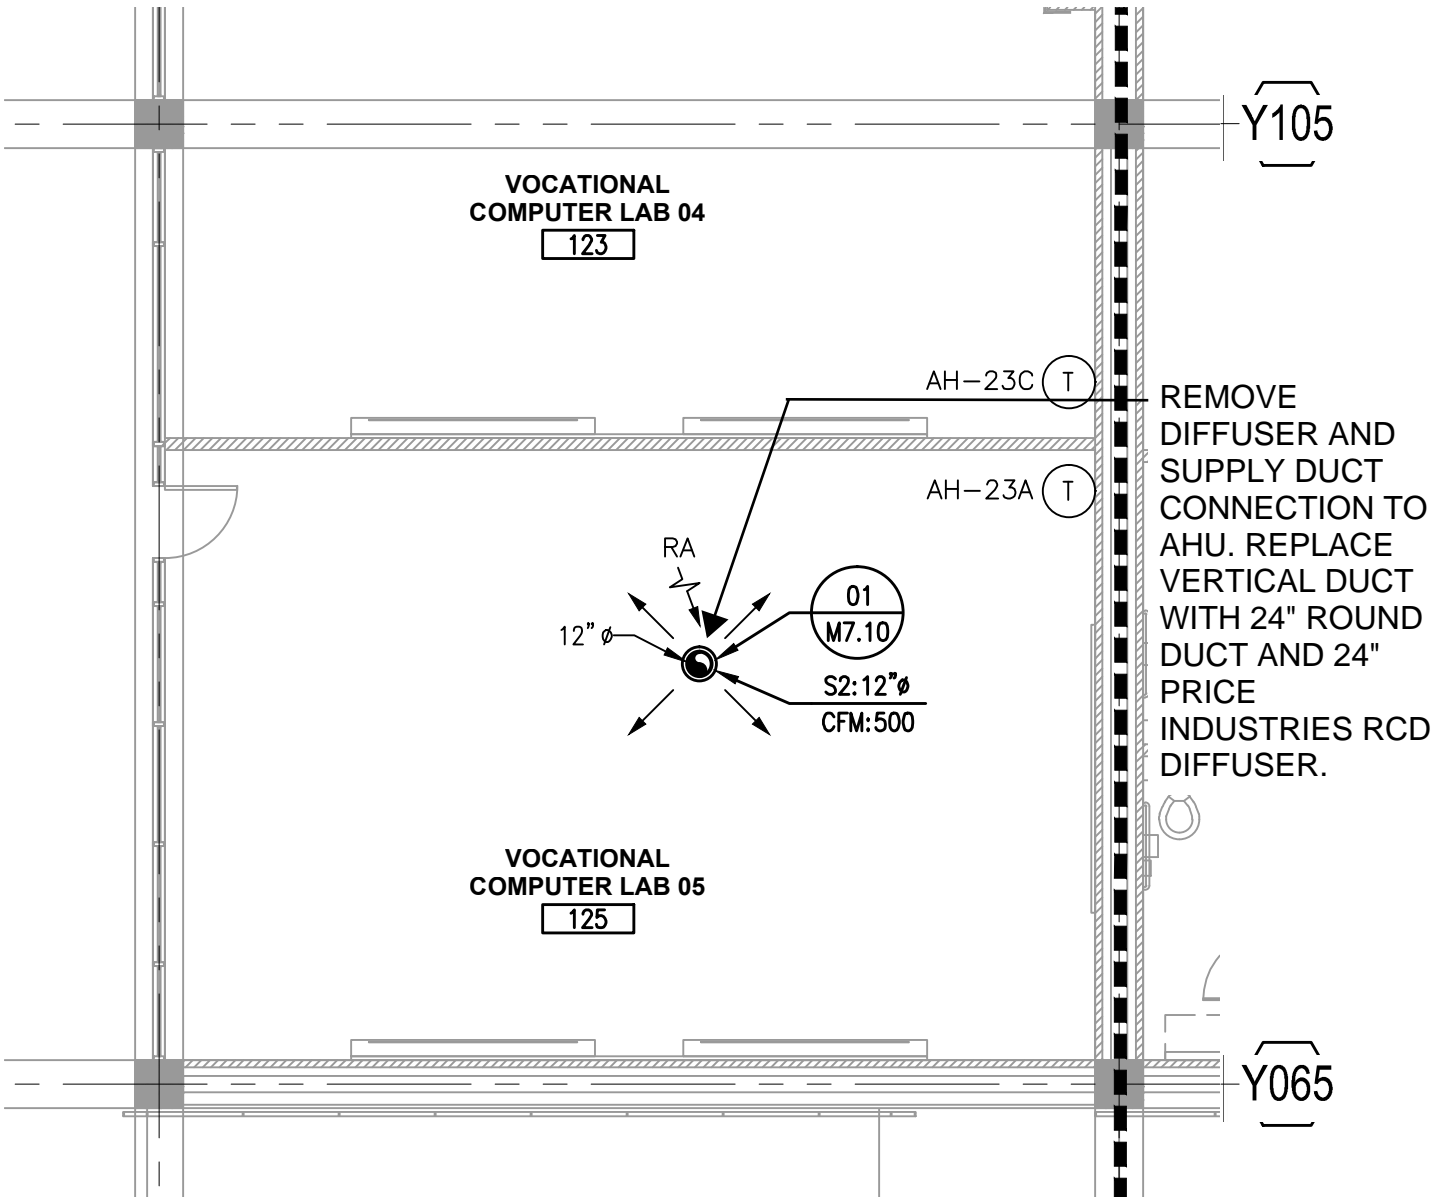 Y105
VOCATIONAL
COMPUTER LAB 04
123
AH-23C T
REMOVE
DIFFUSER AND
SUPPLY DUCT
CONNECTION TO
AHU. REPLACE
VERTICAL DUCT
WITH 24" ROUND
DUCT AND 24"
PRICE
INDUSTRIES RCD
DIFFUSER.
AH-23A T
RA
01
M7.10
12"ø
S2:12"ø
CFM:500
VOCATIONAL
COMPUTER LAB 05
125
Y065